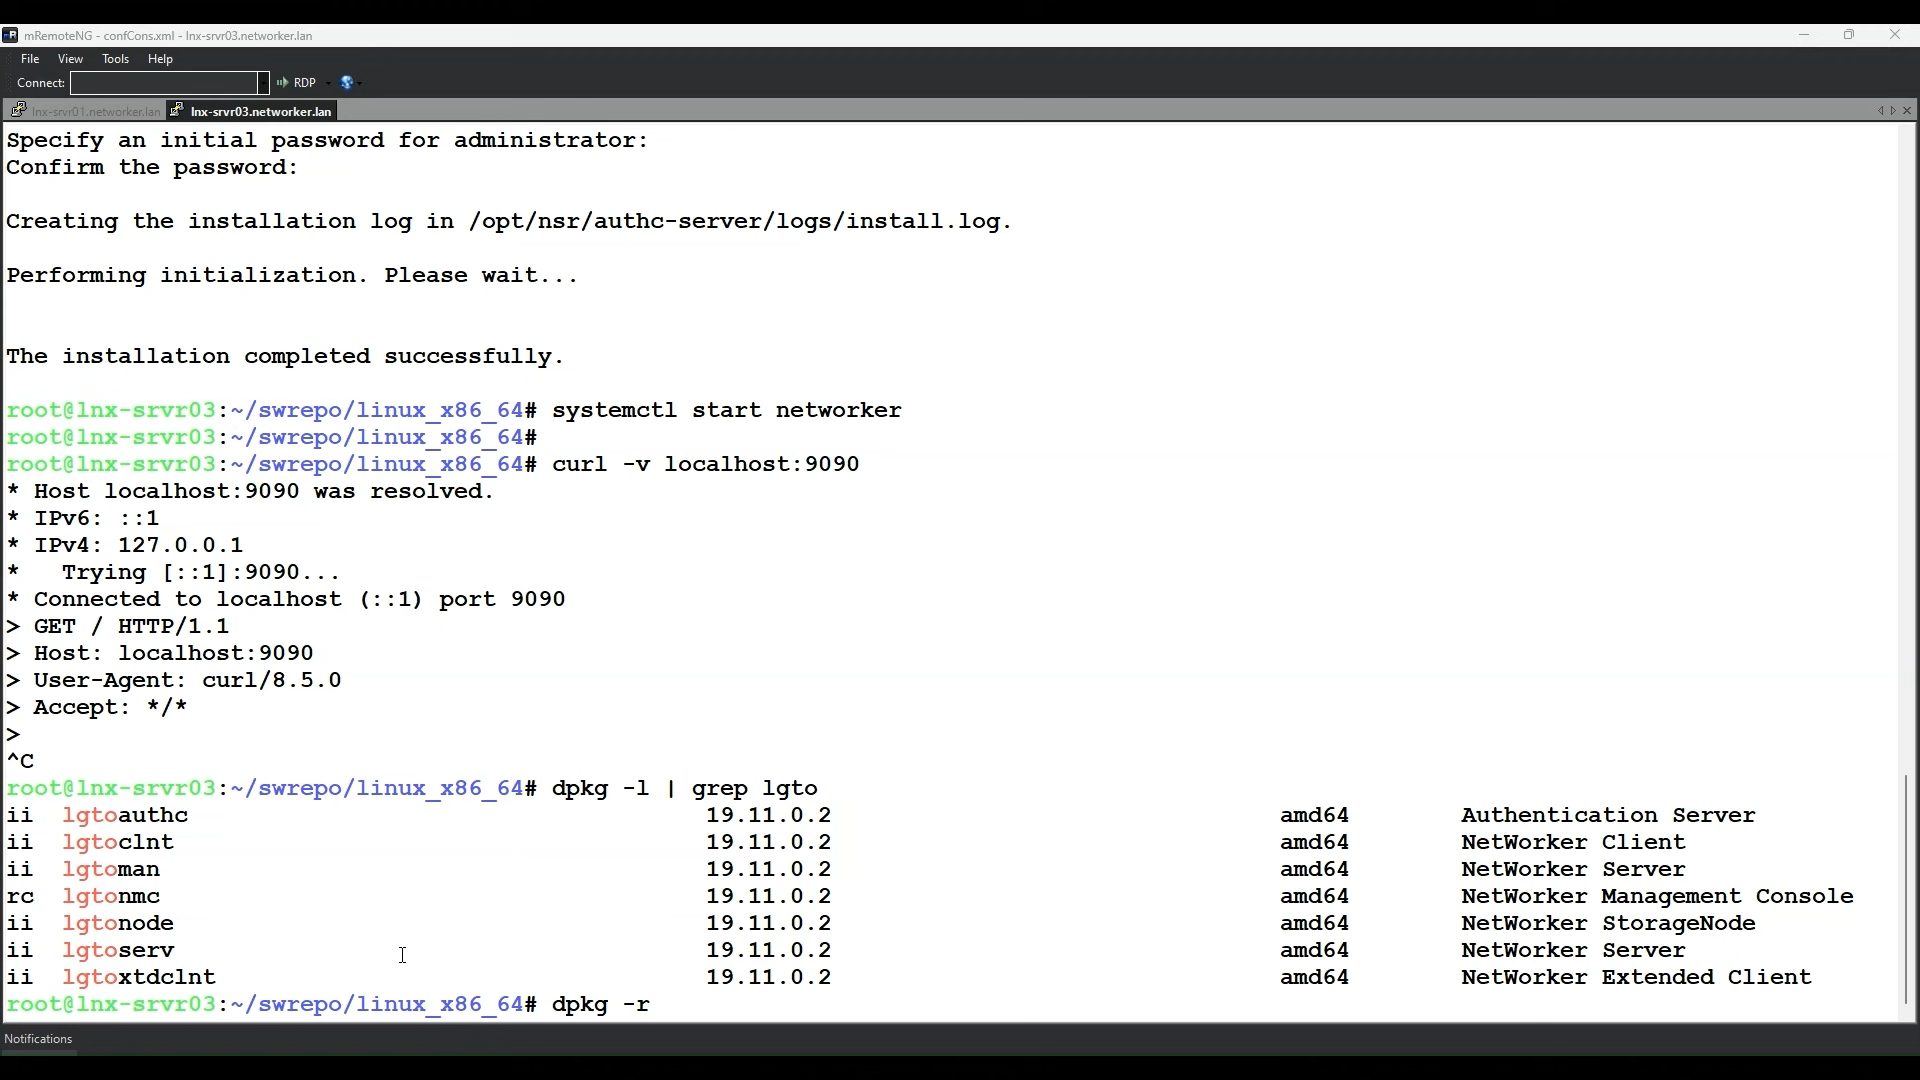 mRemoteNG - confCons.xml - lnx-srvr03.networker.lan
File View Tools Help
Connect: RDP
lnx-srvr01.networker.lan lnx-srvr03.networker.lan
Specify an initial password for administrator:
Confirm the password:
Creating the installation log in /opt/nsr/authc-server/logs/install.log.
Performing initialization. Please wait...
The installation completed successfully.
root@lnx-srvr03:~/swrepo/linux_x86_64# systemctl start networker
root@lnx-srvr03:~/swrepo/linux_x86_64#
root@lnx-srvr03:~/swrepo/linux_x86_64# curl -v localhost:9090
* Host localhost:9090 was resolved.
* IPv6: ::1
* IPv4: 127.0.0.1
*   Trying [::1]:9090...
* Connected to localhost (::1) port 9090
> GET / HTTP/1.1
> Host: localhost:9090
> User-Agent: curl/8.5.0
> Accept: */*
>
^C
root@lnx-srvr03:~/swrepo/linux_x86_64# dpkg -l | grep lgto
ii  lgtoauthc 19.11.0.2 amd64 Authentication Server
ii  lgtoclnt 19.11.0.2 amd64 NetWorker Client
ii  lgtoman 19.11.0.2 amd64 NetWorker Server
rc  lgtonmc 19.11.0.2 amd64 NetWorker Management Console
ii  lgtonode 19.11.0.2 amd64 NetWorker StorageNode
ii  lgtoserv 19.11.0.2 amd64 NetWorker Server
ii  lgtoxtdclnt 19.11.0.2 amd64 NetWorker Extended Client
root@lnx-srvr03:~/swrepo/linux_x86_64# dpkg -r
Notifications